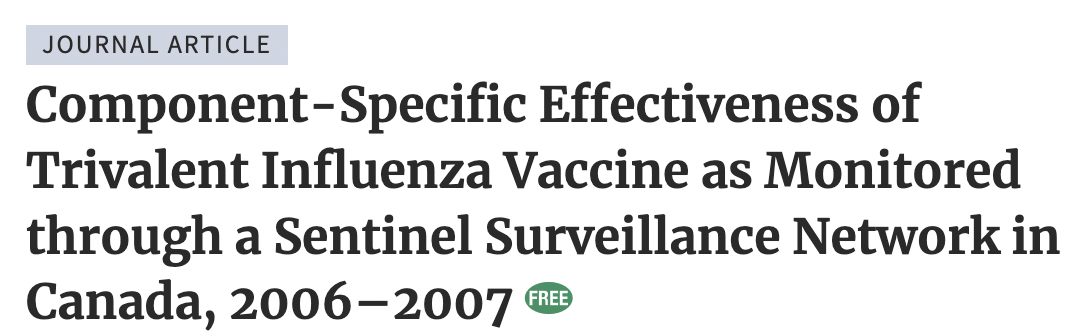 JOURNAL ARTICLE
Component-Specific Effectiveness of
Trivalent Influenza Vaccine as Monitored
through a Sentinel Surveillance Network in
Canada, 2006–2007 FREE